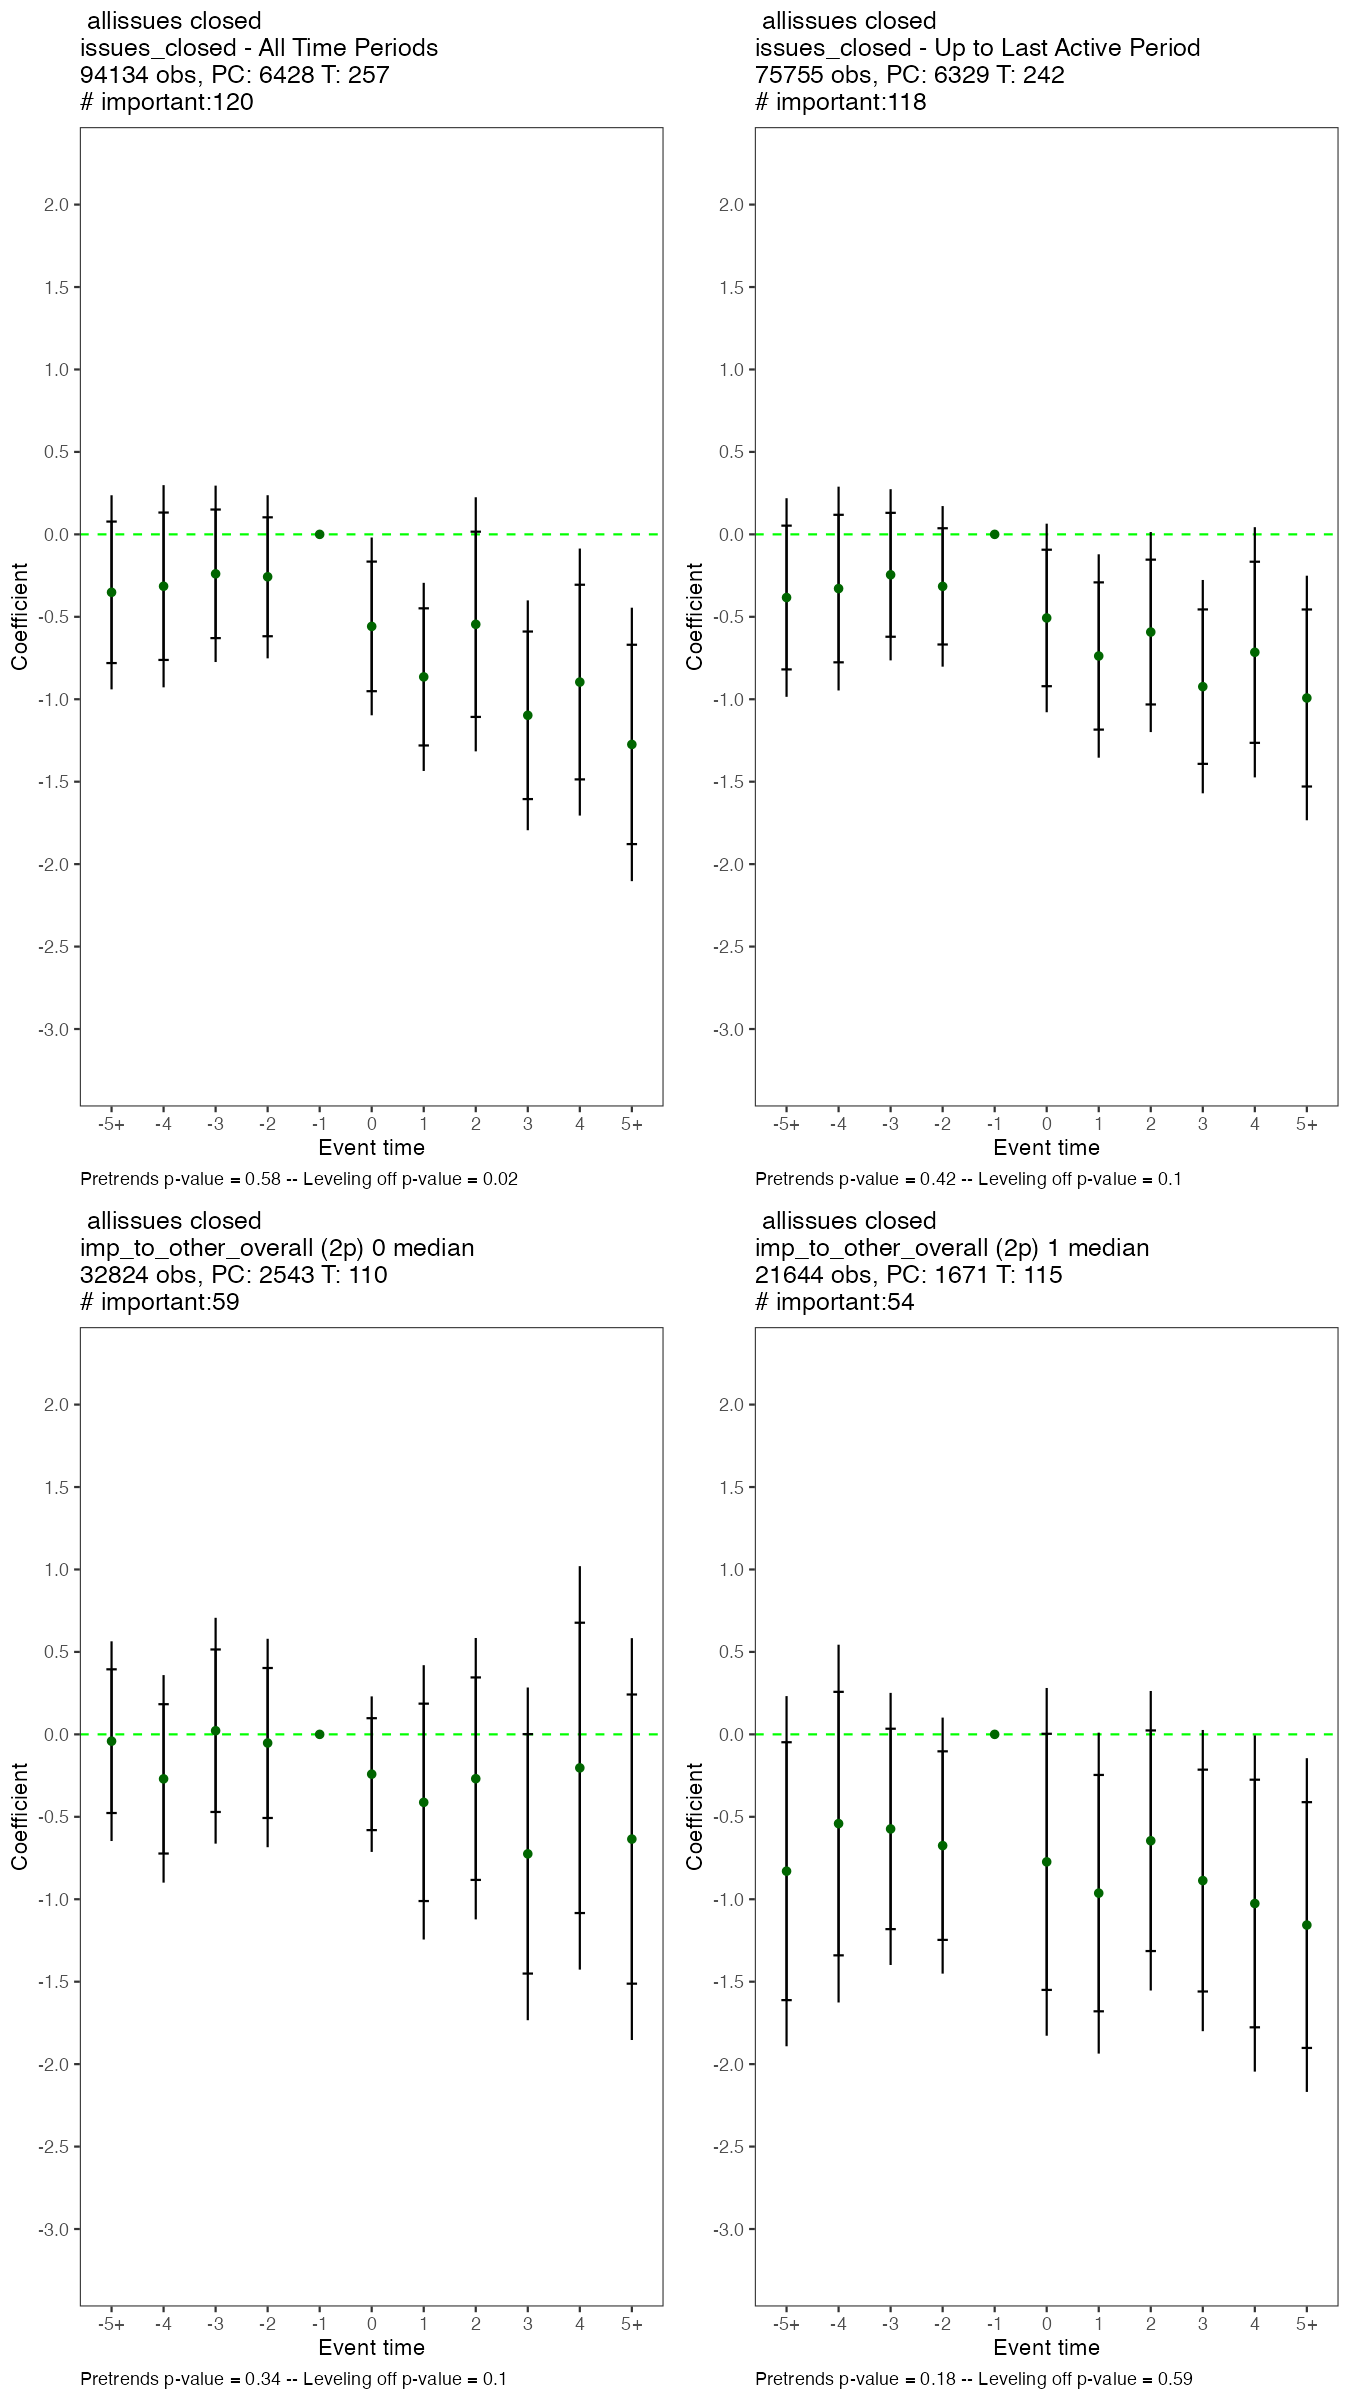 allissues closed
issues_closed - All Time Periods
94134 obs, PC: 6428 T: 257
# important:120
2.0
1.5
1.0
0.5
0.0
-0.5
-1.0
-1.5
-2.0
-2.5
-3.0
Coefficient
-5+ -4 -3 -2 -1 0 1 2 3 4 5+
Event time
Pretrends p-value = 0.58 -- Leveling off p-value = 0.02
allissues closed
issues_closed - Up to Last Active Period
75755 obs, PC: 6329 T: 242
# important:118
2.0
1.5
1.0
0.5
0.0
-0.5
-1.0
-1.5
-2.0
-2.5
-3.0
Coefficient
-5+ -4 -3 -2 -1 0 1 2 3 4 5+
Event time
Pretrends p-value = 0.42 -- Leveling off p-value = 0.1
allissues closed
imp_to_other_overall (2p) 0 median
32824 obs, PC: 2543 T: 110
# important:59
2.0
1.5
1.0
0.5
0.0
-0.5
-1.0
-1.5
-2.0
-2.5
-3.0
Coefficient
-5+ -4 -3 -2 -1 0 1 2 3 4 5+
Event time
Pretrends p-value = 0.34 -- Leveling off p-value = 0.1
allissues closed
imp_to_other_overall (2p) 1 median
21644 obs, PC: 1671 T: 115
# important:54
2.0
1.5
1.0
0.5
0.0
-0.5
-1.0
-1.5
-2.0
-2.5
-3.0
Coefficient
-5+ -4 -3 -2 -1 0 1 2 3 4 5+
Event time
Pretrends p-value = 0.18 -- Leveling off p-value = 0.59